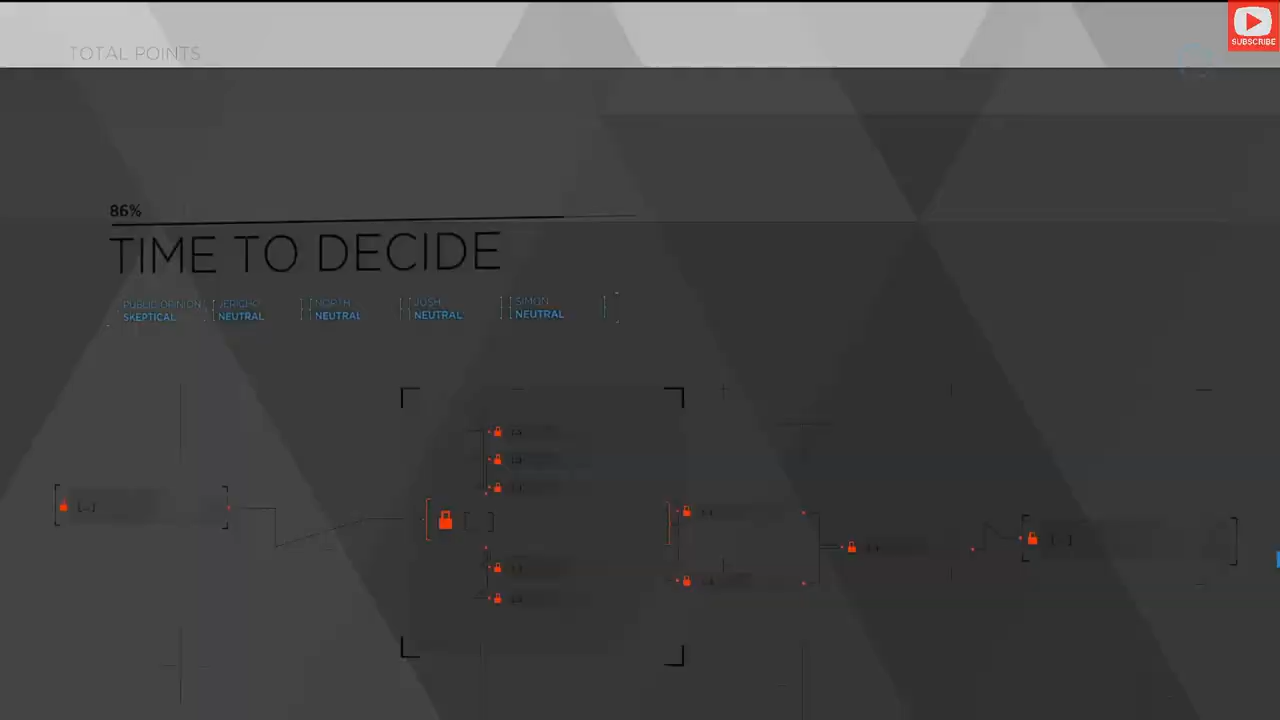 SUBSCRIBE
TOTAL POINTS
86%
TIME TO DECIDE
PUBLIC OPINION JERICHO NORTH JOSH SIMON
SKEPTICAL NEUTRAL NEUTRAL NEUTRAL NEUTRAL